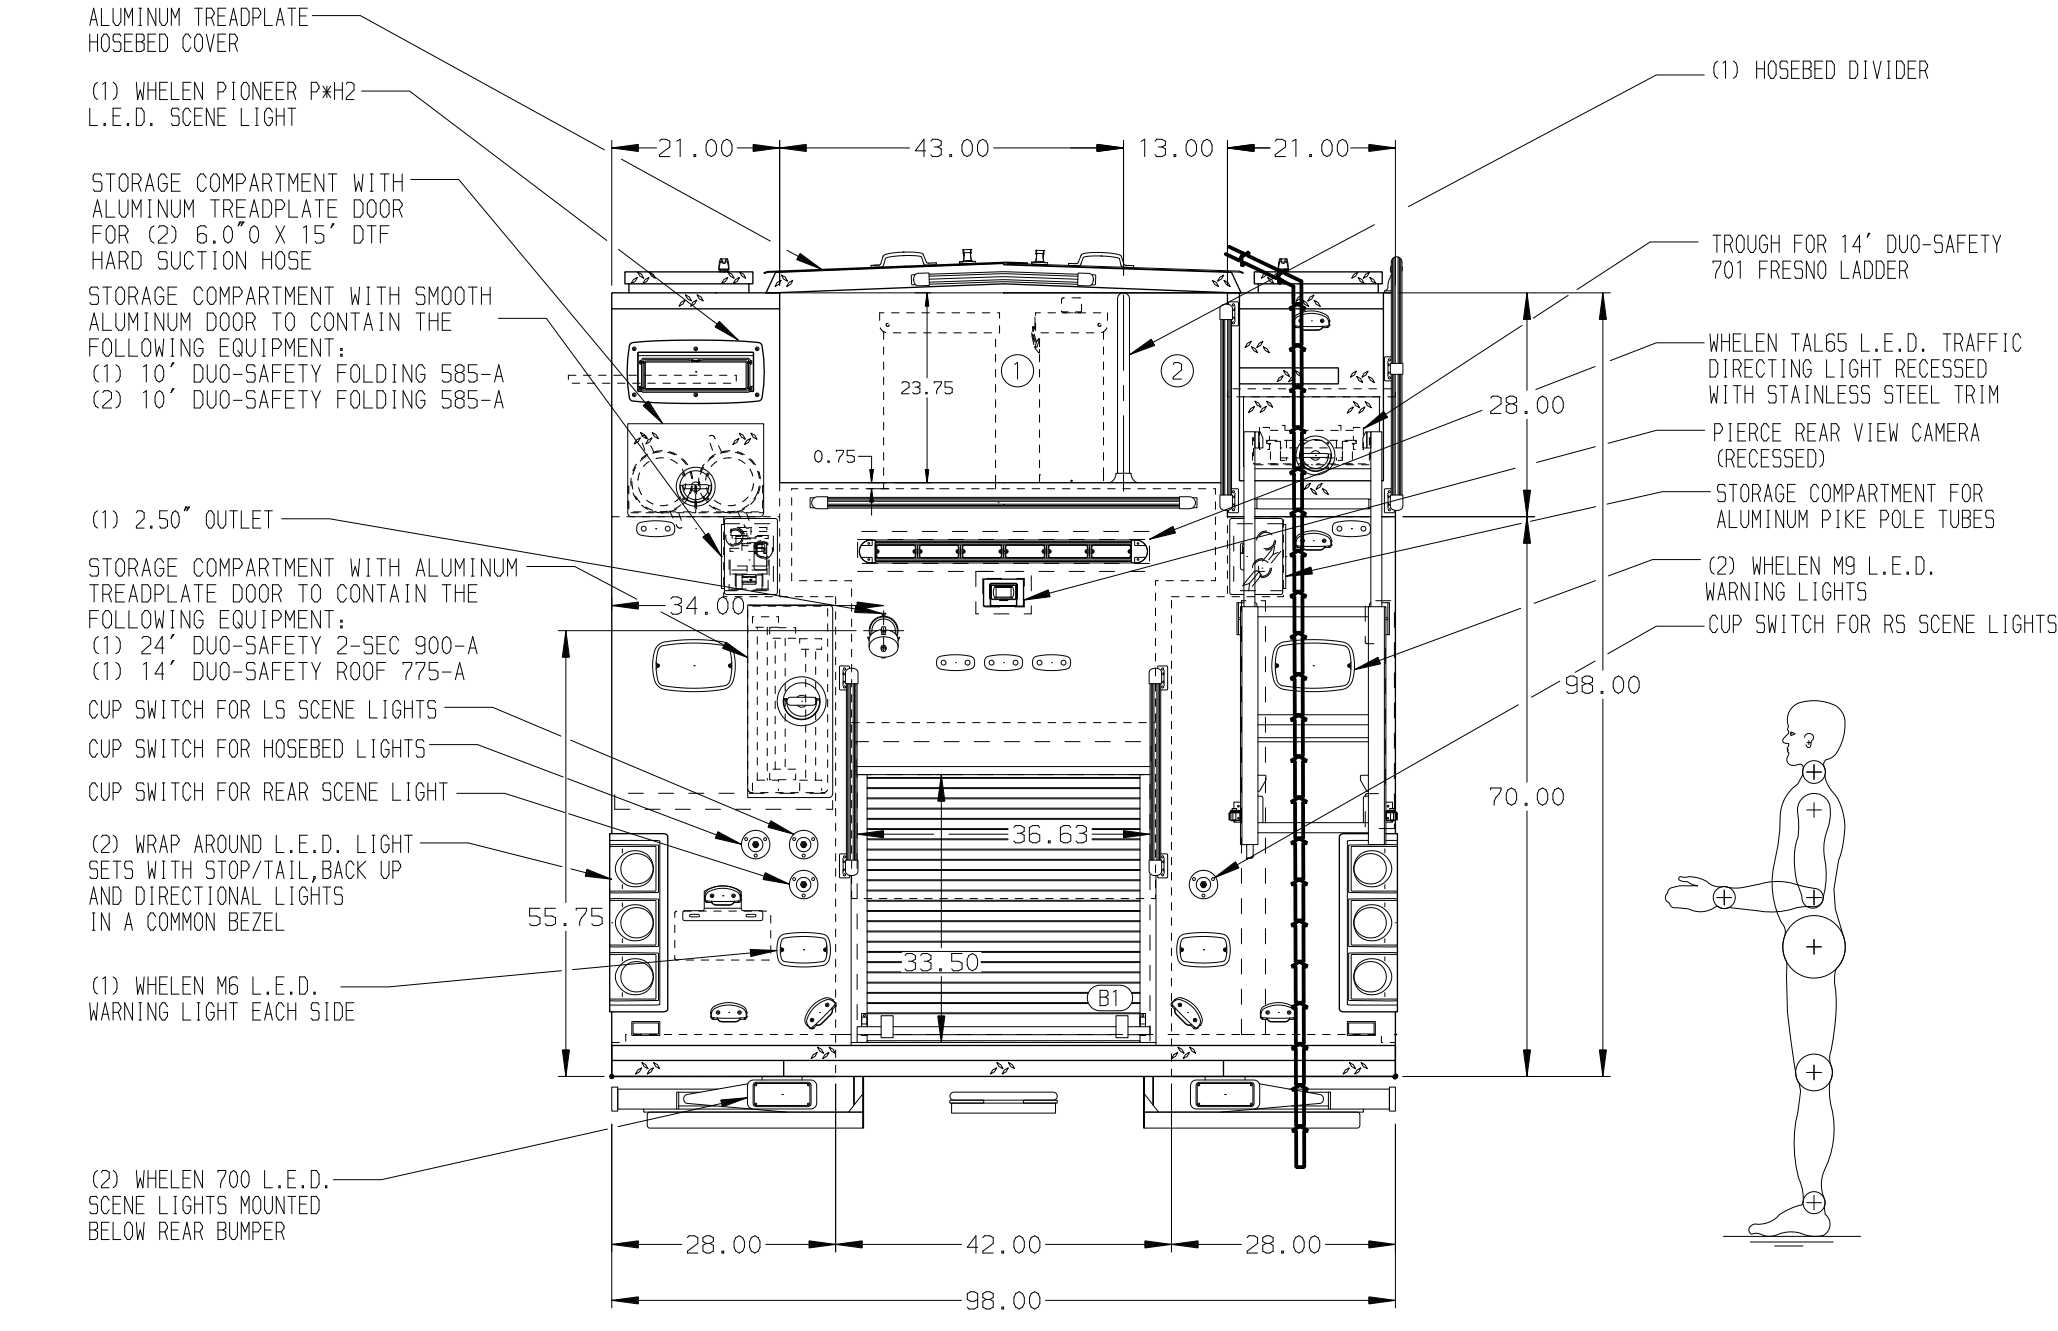 ALUMINUM TREADPLATE
HOSEBED COVER
(1) WHELEN PIONEER P*H2
L.E.D. SCENE LIGHT
STORAGE COMPARTMENT WITH
ALUMINUM TREADPLATE DOOR
FOR (2) 6.0"O X 15' DTF
HARD SUCTION HOSE
STORAGE COMPARTMENT WITH SMOOTH
ALUMINUM DOOR TO CONTAIN THE
FOLLOWING EQUIPMENT:
(1) 10' DUO-SAFETY FOLDING 585-A
(2) 10' DUO-SAFETY FOLDING 585-A
(1) 2.50" OUTLET
STORAGE COMPARTMENT WITH ALUMINUM
TREADPLATE DOOR TO CONTAIN THE
FOLLOWING EQUIPMENT:
(1) 24' DUO-SAFETY 2-SEC 900-A
(1) 14' DUO-SAFETY ROOF 775-A
CUP SWITCH FOR LS SCENE LIGHTS
CUP SWITCH FOR HOSEBED LIGHTS
CUP SWITCH FOR REAR SCENE LIGHT
(2) WRAP AROUND L.E.D. LIGHT
SETS WITH STOP/TAIL,BACK UP
AND DIRECTIONAL LIGHTS
IN A COMMON BEZEL
(1) WHELEN M6 L.E.D.
WARNING LIGHT EACH SIDE
(2) WHELEN 700 L.E.D.
SCENE LIGHTS MOUNTED
BELOW REAR BUMPER
21.00
43.00
13.00
21.00
23.75
1
2
0.75
34.00
28.00
98.00
70.00
36.63
55.75
33.50
B1
28.00
42.00
28.00
98.00
(1) HOSEBED DIVIDER
TROUGH FOR 14' DUO-SAFETY
701 FRESNO LADDER
WHELEN TAL65 L.E.D. TRAFFIC
DIRECTING LIGHT RECESSED
WITH STAINLESS STEEL TRIM
PIERCE REAR VIEW CAMERA
(RECESSED)
STORAGE COMPARTMENT FOR
ALUMINUM PIKE POLE TUBES
(2) WHELEN M9 L.E.D.
WARNING LIGHTS
CUP SWITCH FOR RS SCENE LIGHTS